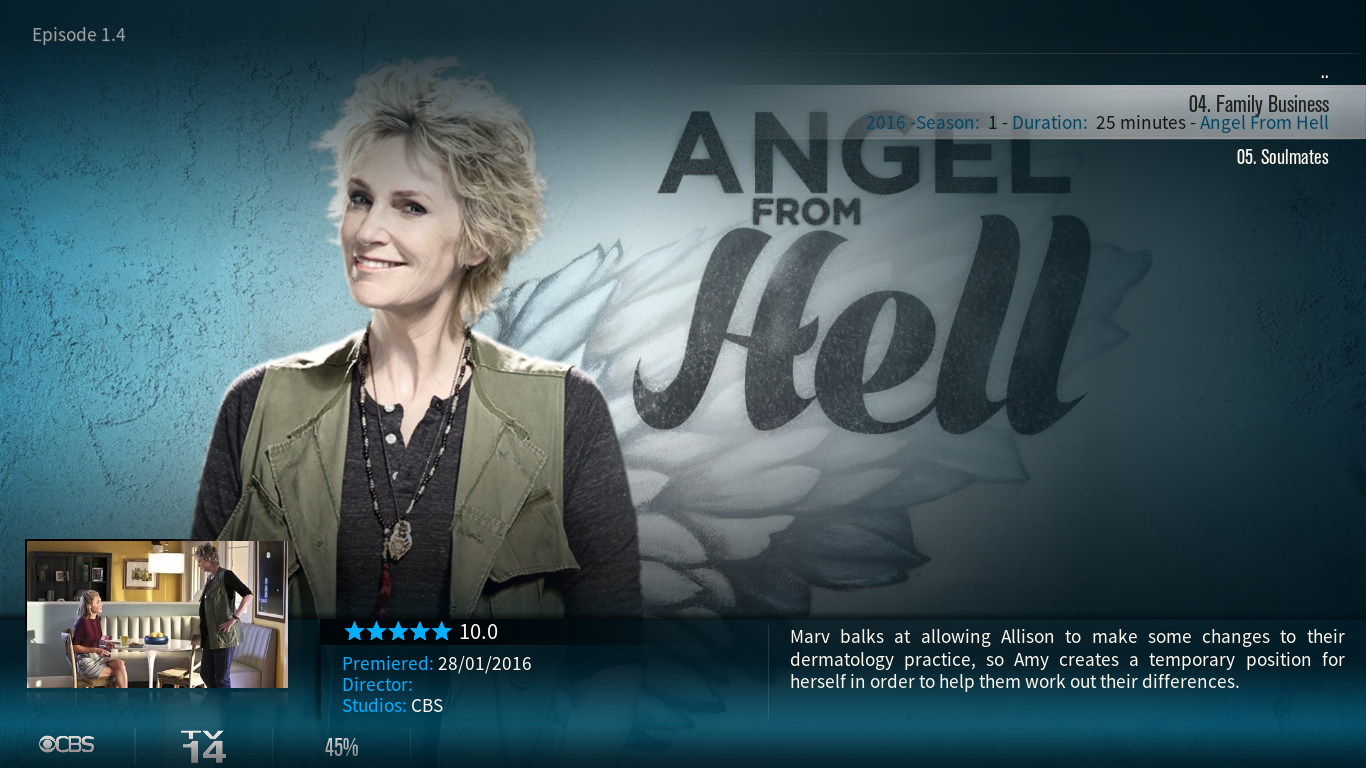 Episode 1.4
..
04. Family Business
2016 -Season: 1 - Duration: 25 minutes - Angel From Hell
05. Soulmates
ANGEL
FROM
Hell
10.0
Premiered: 28/01/2016
Director:
Studios: CBS
Marv balks at allowing Allison to make some changes to their
dermatology practice, so Amy creates a temporary position for
herself in order to help them work out their differences.
CBS
TV
14
45%